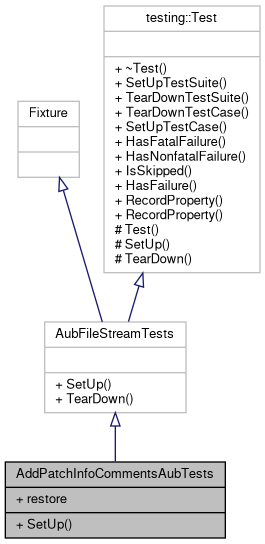 testing::Test
+ ~Test()
+ SetUpTestSuite()
+ TearDownTestSuite()
+ TearDownTestCase()
+ SetUpTestCase()
+ HasFatalFailure()
+ HasNonfatalFailure()
+ IsSkipped()
+ HasFailure()
+ RecordProperty()
+ RecordProperty()
# Test()
# SetUp()
# TearDown()
Fixture
AubFileStreamTests
+ SetUp()
+ TearDown()
AddPatchInfoCommentsAubTests
+ restore
+ SetUp()